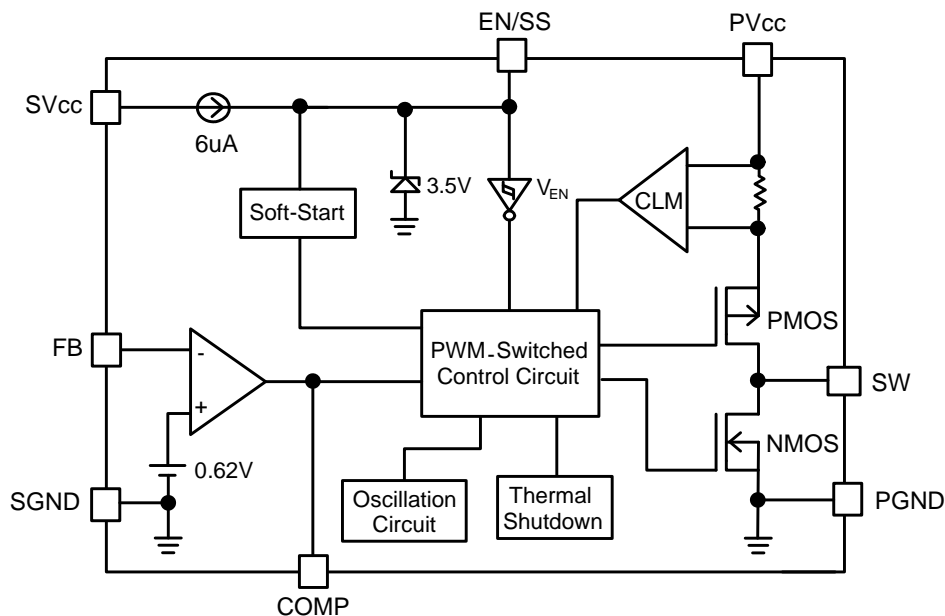 EN/SS
PVcc
SVcc
6uA
3.5V
VEN
CLM
Soft-Start
FB
-
+
PWM-Switched
Control Circuit
PMOS
SW
NMOS
0.62V
SGND
Oscillation
Circuit
Thermal
Shutdown
PGND
COMP